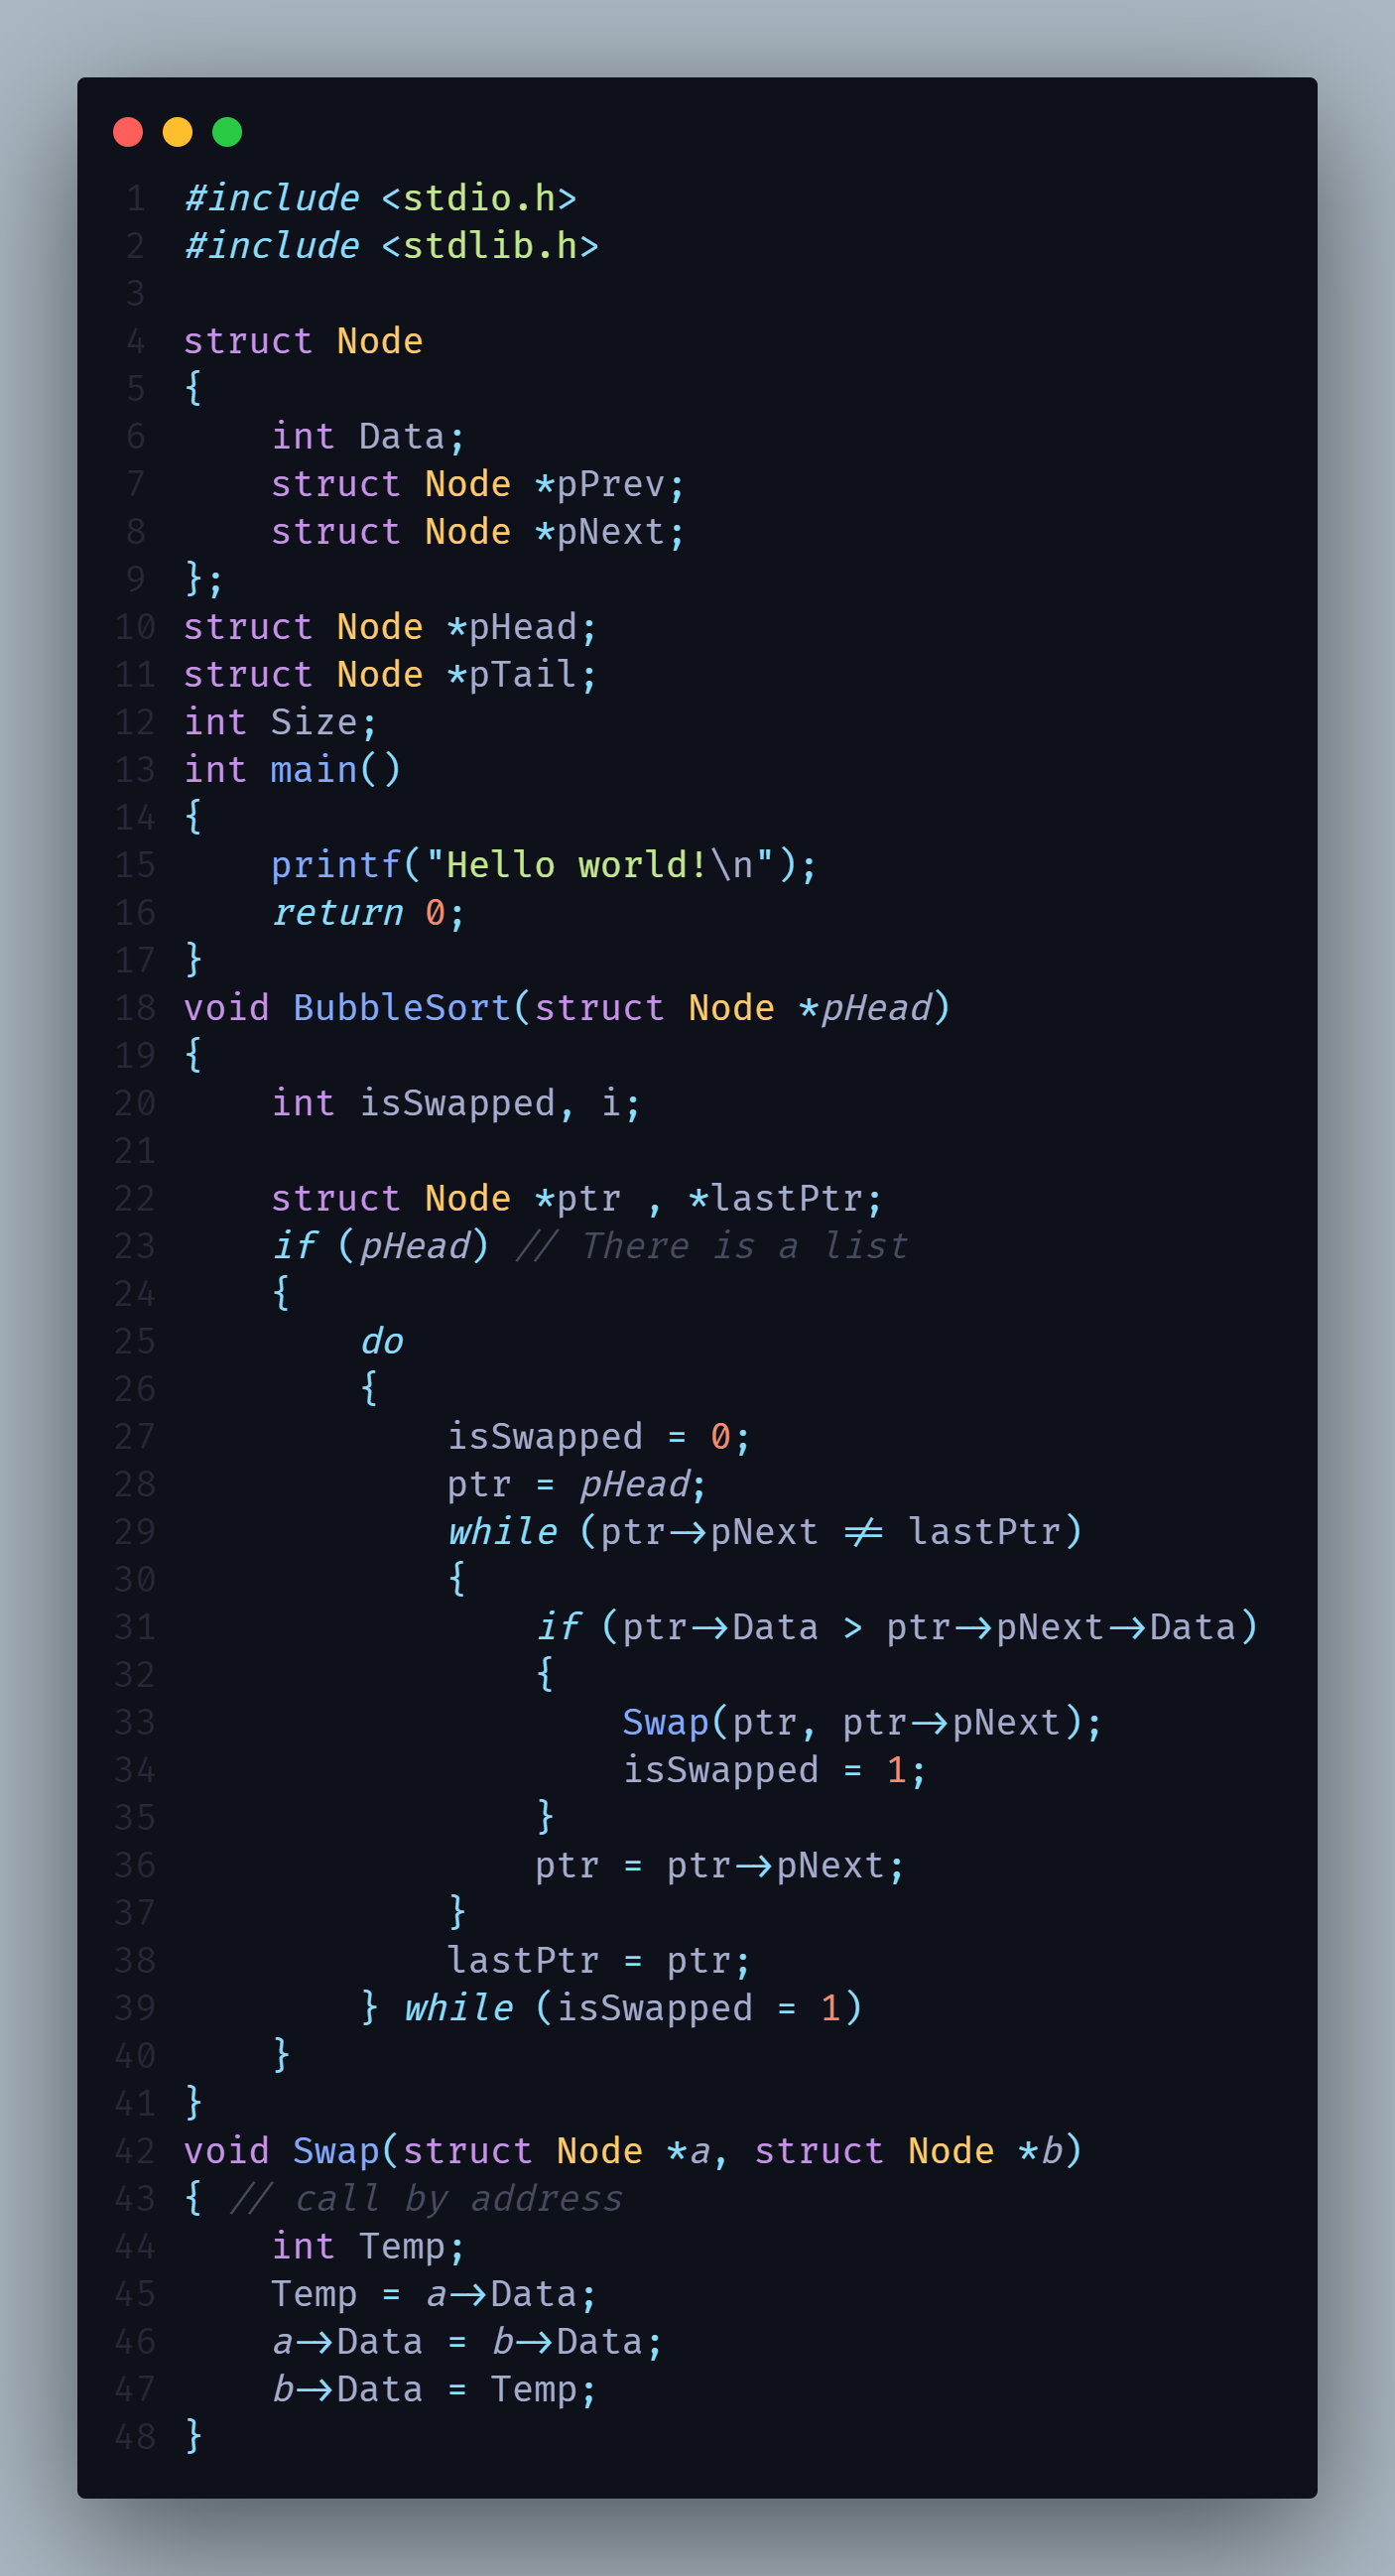 1 #include <stdio.h>
2 #include <stdlib.h>
3
4 struct Node
5 {
6     int Data;
7     struct Node *pPrev;
8     struct Node *pNext;
9 };
10 struct Node *pHead;
11 struct Node *pTail;
12 int Size;
13 int main()
14 {
15     printf("Hello world!\n");
16     return 0;
17 }
18 void BubbleSort(struct Node *pHead)
19 {
20     int isSwapped, i;
21
22     struct Node *ptr , *lastPtr;
23     if (pHead) // There is a list
24     {
25         do
26         {
27             isSwapped = 0;
28             ptr = pHead;
29             while (ptr->pNext != lastPtr)
30             {
31                 if (ptr->Data > ptr->pNext->Data)
32                 {
33                     Swap(ptr, ptr->pNext);
34                     isSwapped = 1;
35                 }
36                 ptr = ptr->pNext;
37             }
38             lastPtr = ptr;
39         } while (isSwapped = 1)
40     }
41 }
42 void Swap(struct Node *a, struct Node *b)
43 { // call by address
44     int Temp;
45     Temp = a->Data;
46     a->Data = b->Data;
47     b->Data = Temp;
48 }